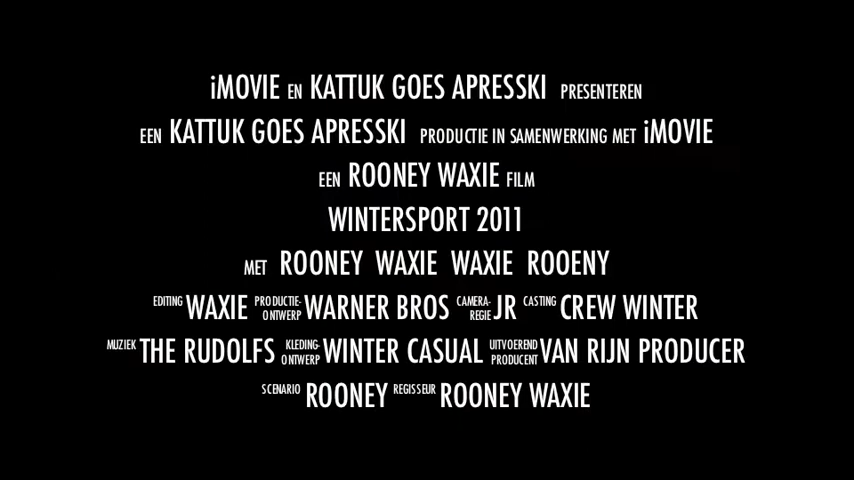 iMOVIE EN KATTUK GOES APRESSKI PRESENTEREN
EEN KATTUK GOES APRESSKI PRODUCTIE IN SAMENWERKING MET iMOVIE
EEN ROONEY WAXIE FILM
WINTERSPORT 2011
MET ROONEY WAXIE WAXIE ROOENY
EDITING WAXIE PRODUCTIE-ONTWERP WARNER BROS CAMERA-REGIE JR CASTING CREW WINTER
MUZIEK THE RUDOLFS KLEDING-ONTWERP WINTER CASUAL UITVOEREND PRODUCENT VAN RIJN PRODUCER
SCENARIO ROONEY REGISSEUR ROONEY WAXIE